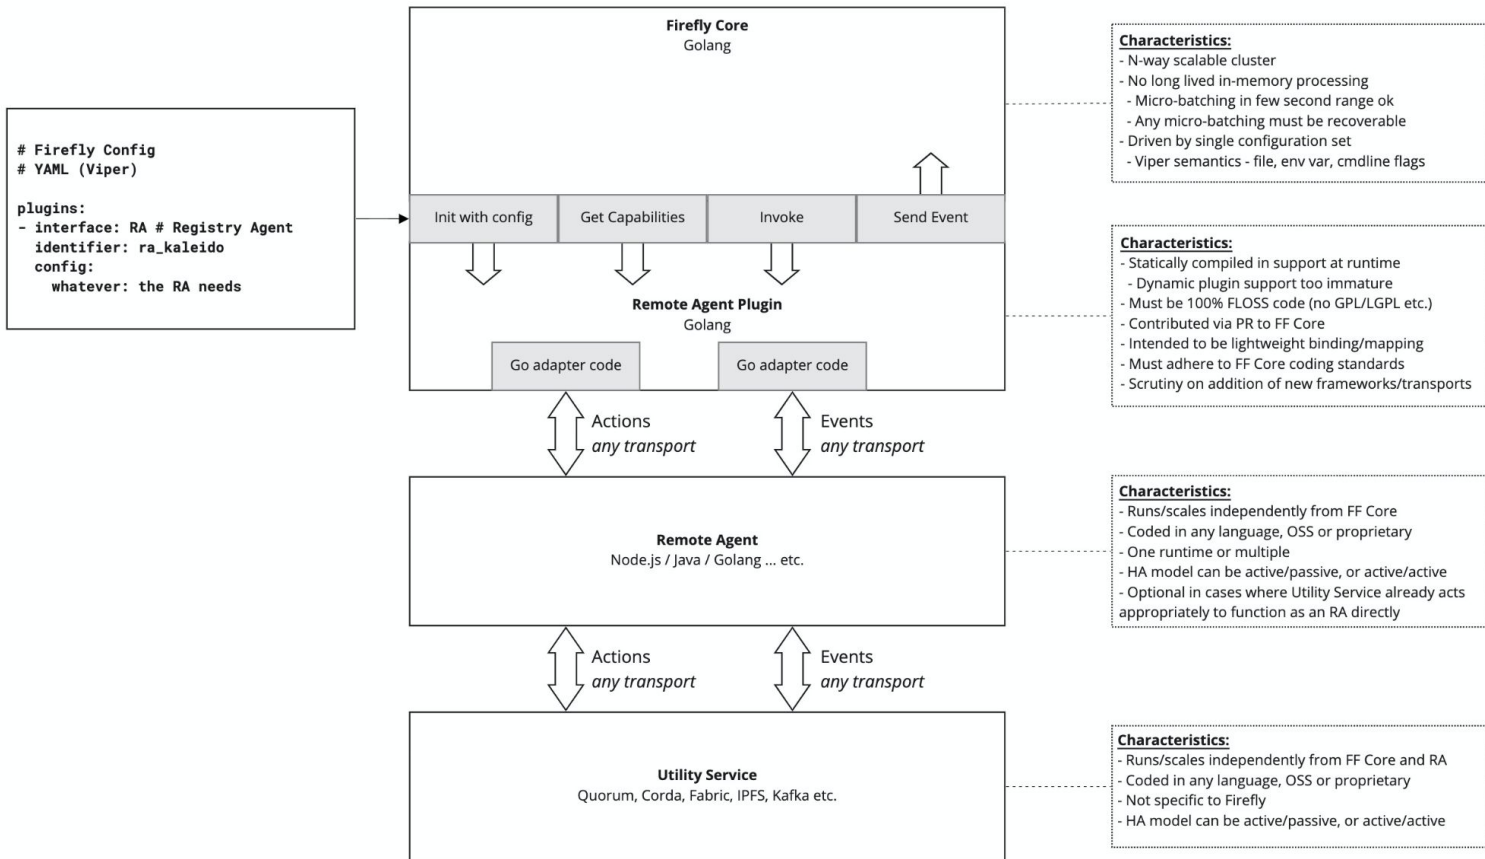 Firefly Core
Golang
# Firefly Config
# YAML (Viper)
plugins:
- interface: RA # Registry Agent
  identifier: ra_kaleido
  config:
    whatever: the RA needs
Init with config
Get Capabilities
Invoke
Send Event
Remote Agent Plugin
Golang
Go adapter code
Go adapter code
Actions
any transport
Events
any transport
Remote Agent
Node.js / Java / Golang ... etc.
Actions
any transport
Events
any transport
Utility Service
Quorum, Corda, Fabric, IPFS, Kafka etc.
Characteristics:
- N-way scalable cluster
- No long lived in-memory processing
- Micro-batching in few second range ok
- Any micro-batching must be recoverable
- Driven by single configuration set
- Viper semantics - file, env var, cmdline flags
Characteristics:
- Statically compiled in support at runtime
- Dynamic plugin support too immature
- Must be 100% FLOSS code (no GPL/LGPL etc.)
- Contributed via PR to FF Core
- Intended to be lightweight binding/mapping
- Must adhere to FF Core coding standards
- Scrutiny on addition of new frameworks/transports
Characteristics:
- Runs/scales independently from FF Core
- Coded in any language, OSS or proprietary
- One runtime or multiple
- HA model can be active/passive, or active/active
- Optional in cases where Utility Service already acts
appropriately to function as an RA directly
Characteristics:
- Runs/scales independently from FF Core and RA
- Coded in any language, OSS or proprietary
- Not specific to Firefly
- HA model can be active/passive, or active/active